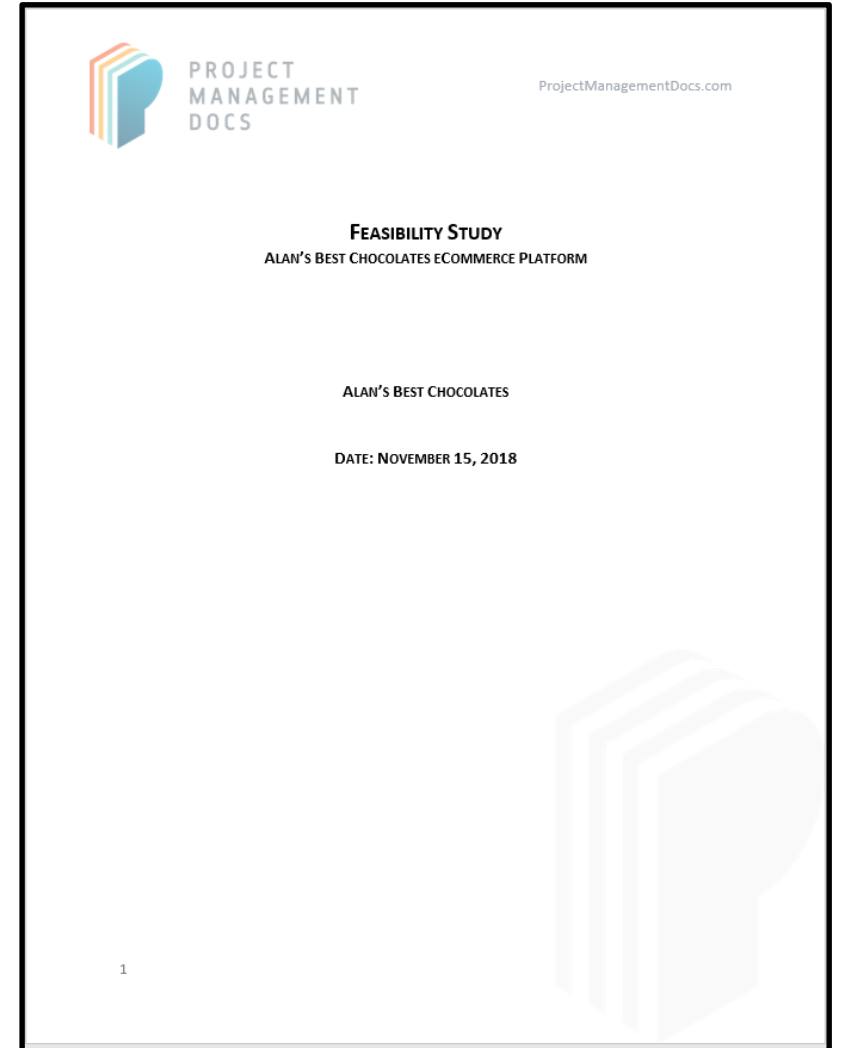 PROJECT
MANAGEMENT
DOCS
ProjectManagementDocs.com
FEASIBILITY STUDY
ALAN'S BEST CHOCOLATES ECOMMERCE PLATFORM
ALAN'S BEST CHOCOLATES
DATE: NOVEMBER 15, 2018
1